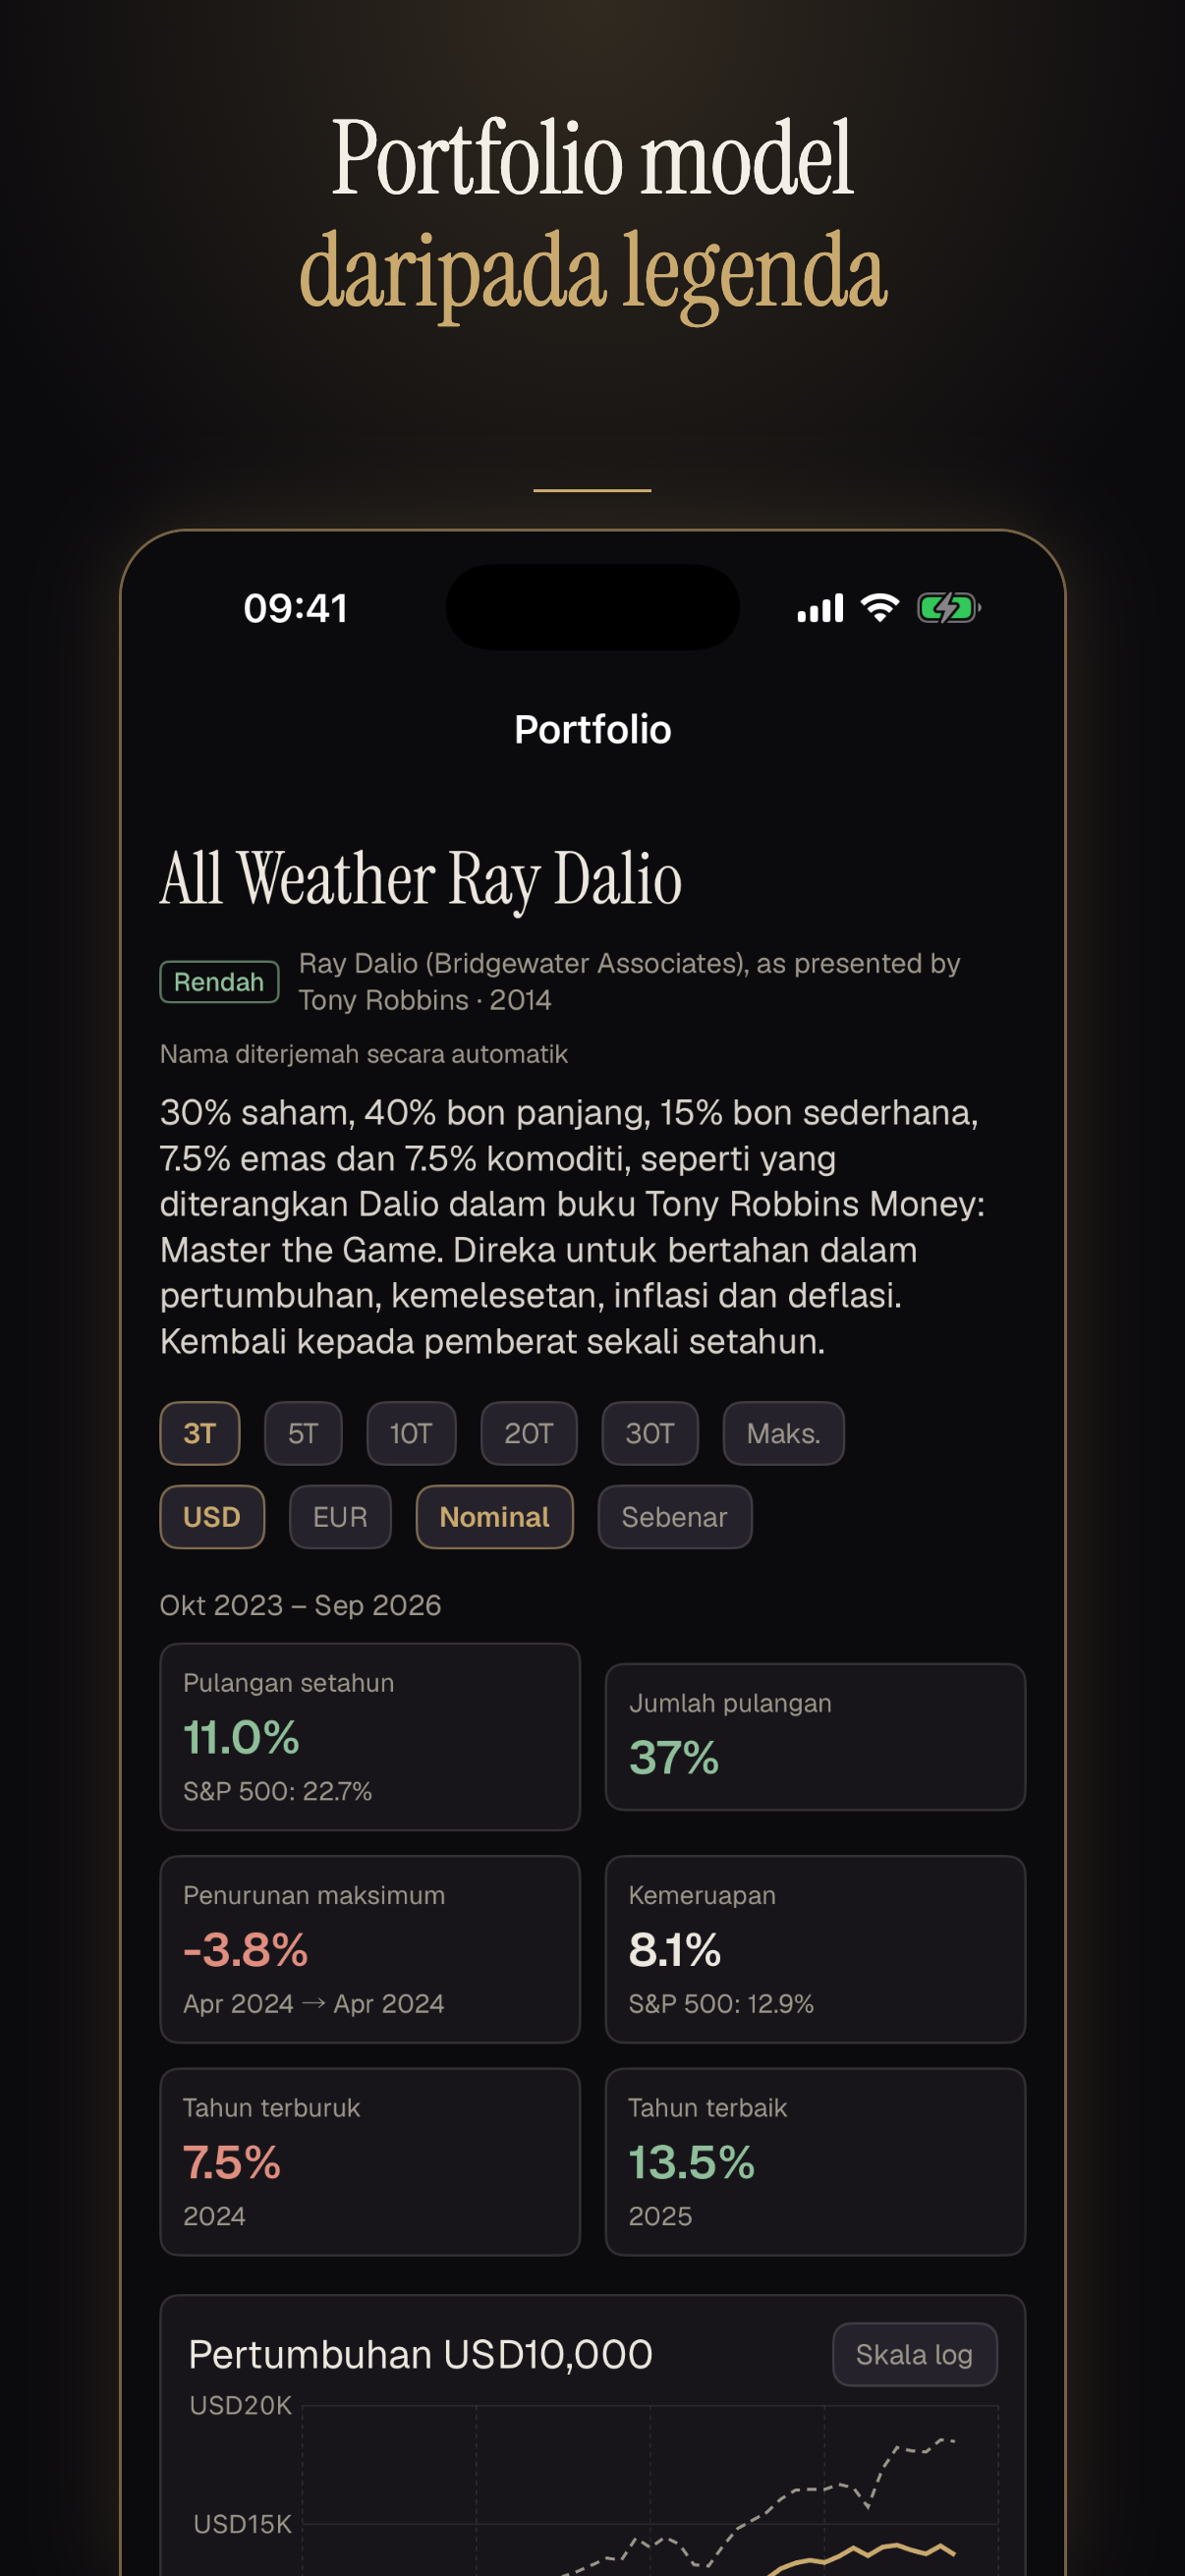 Portfolio model
daripada legenda
09:41
Portfolio
All Weather Ray Dalio
Rendah
Ray Dalio (Bridgewater Associates), as presented by
Tony Robbins · 2014
Nama diterjemah secara automatik
30% saham, 40% bon panjang, 15% bon sederhana,
7.5% emas dan 7.5% komoditi, seperti yang
diterangkan Dalio dalam buku Tony Robbins Money:
Master the Game. Direka untuk bertahan dalam
pertumbuhan, kemelesetan, inflasi dan deflasi.
Kembali kepada pemberat sekali setahun.
3T 5T 10T 20T 30T Maks.
USD EUR Nominal Sebenar
Okt 2023 – Sep 2026
Pulangan setahun
11.0%
S&P 500: 22.7%
Jumlah pulangan
37%
Penurunan maksimum
-3.8%
Apr 2024 → Apr 2024
Kemeruapan
8.1%
S&P 500: 12.9%
Tahun terburuk
7.5%
2024
Tahun terbaik
13.5%
2025
Pertumbuhan USD10,000
Skala log
USD20K
USD15K